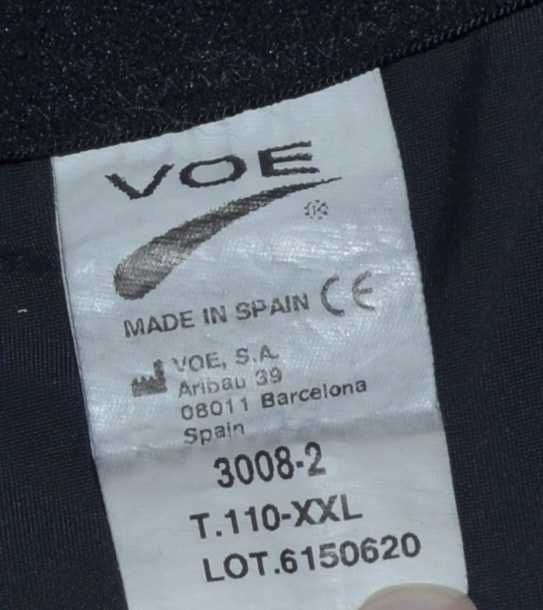 VOE
®
MADE IN SPAIN CE
VOE, S.A.
Aribau 39
08011 Barcelona
Spain
3008-2
T.110-XXL
LOT.6150620